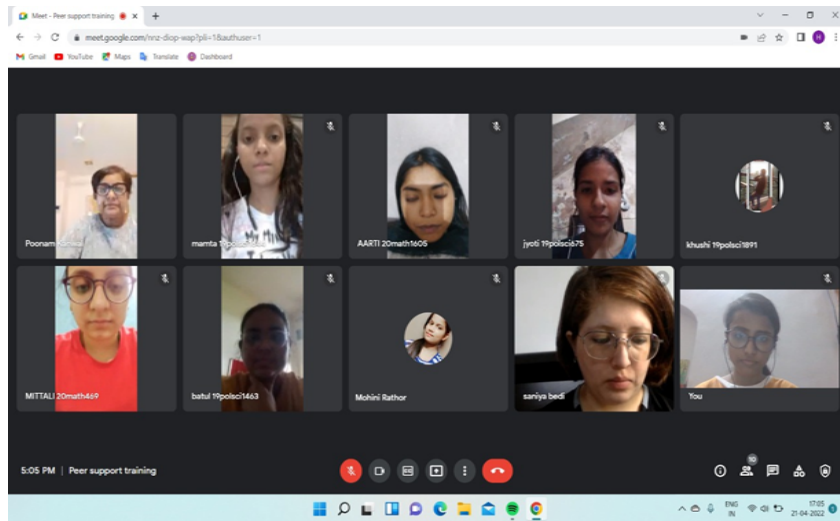 Meet - Peer support training
meet.google.com/nnz-diop-wap?pli=1&authuser=1
Gmail YouTube Maps Translate Dashboard
Poonam
mamta
AARTI 20math1605
jyoti 19polsci675
khushi 19polsci1891
MITTALI 20math469
batul 19polsci1463
Mohini Rathor
saniya bedi
You
5:05 PM | Peer support training
10
ENG
IN
17:05
21-04-2022